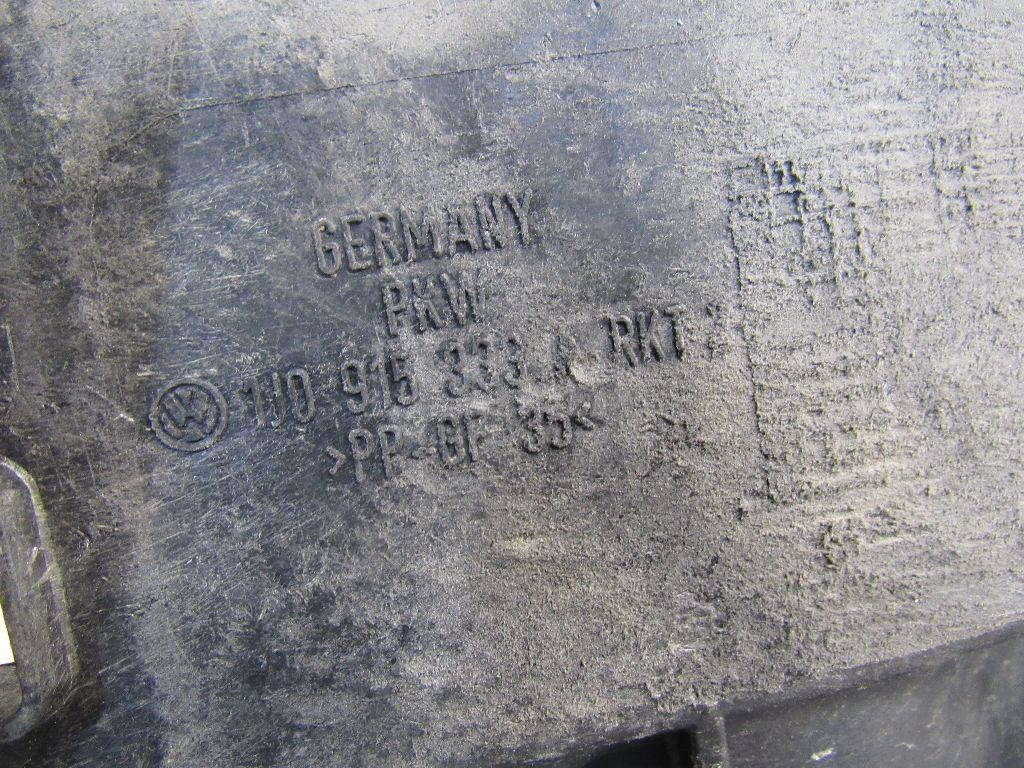 GERMANY
PKW
1J0 915 333 A RKT
>PP-GF 35<